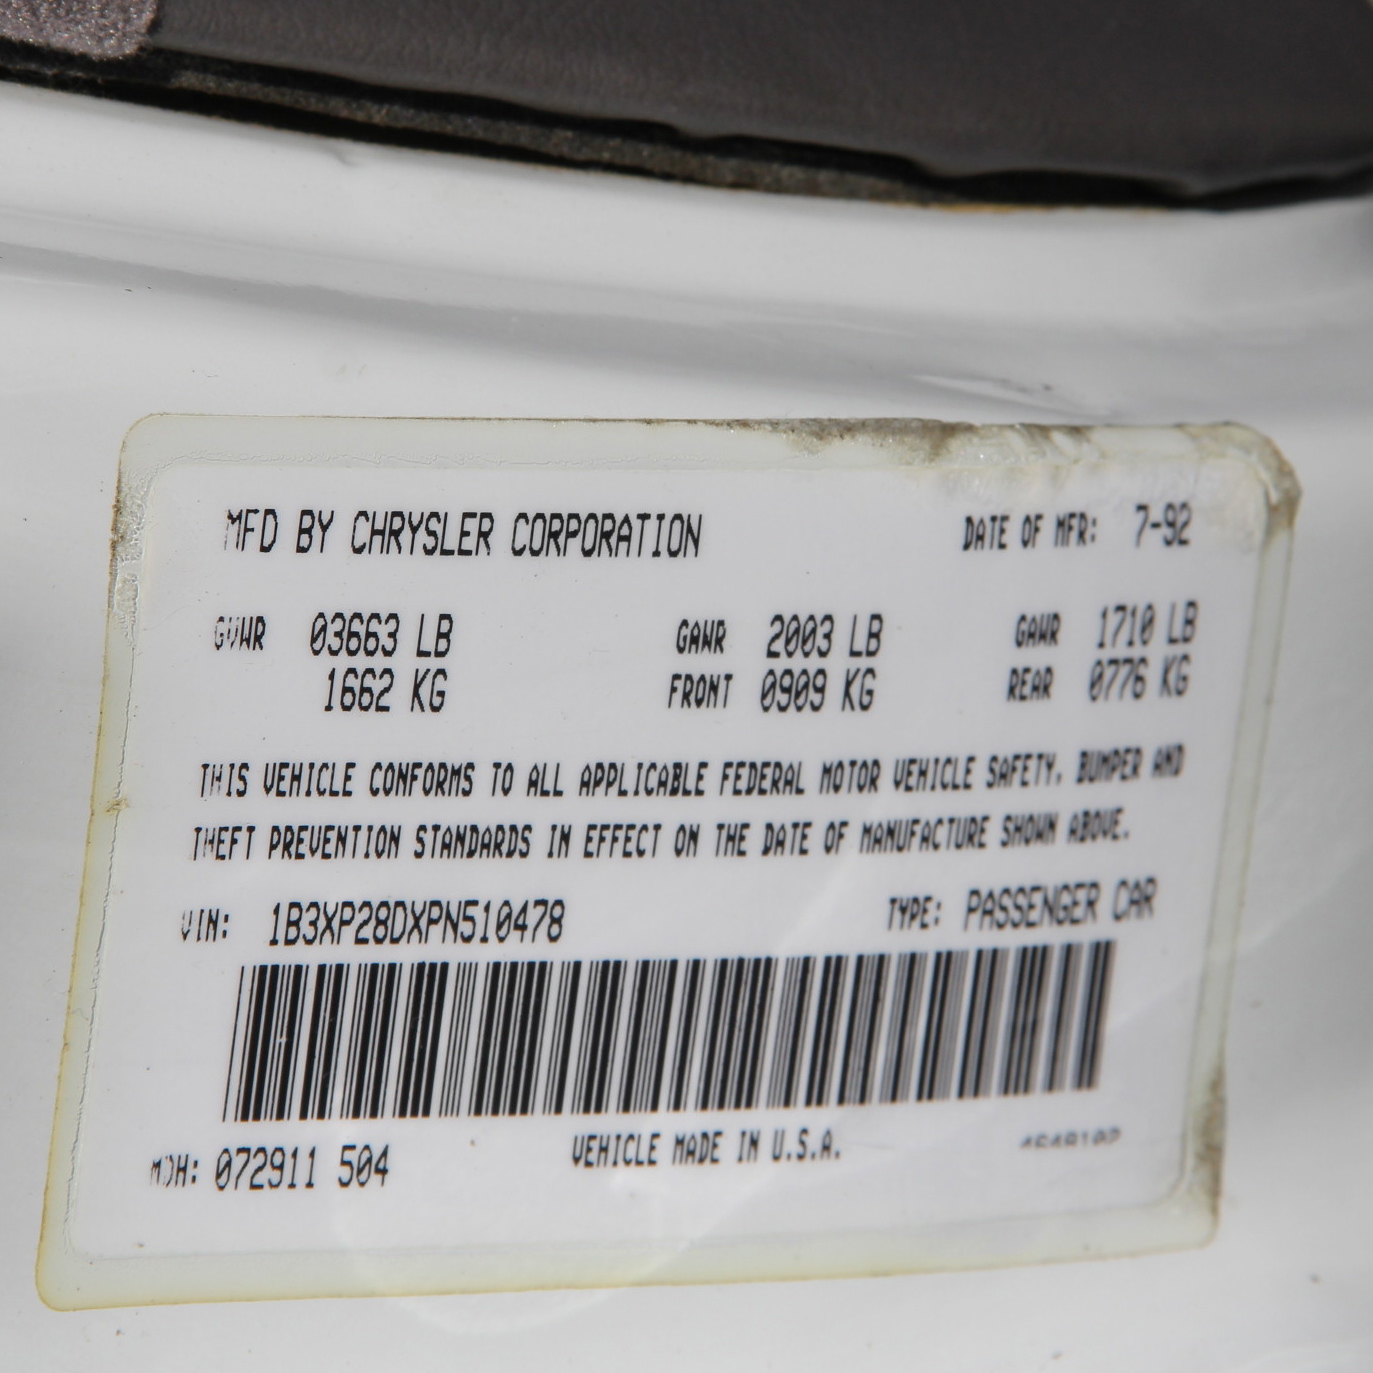 MFD BY CHRYSLER CORPORATION DATE OF MFR: 7-92
GVWR 03663 LB GAWR 2003 LB GAWR 1710 LB
1662 KG FRONT 0909 KG REAR 0776 KG
THIS VEHICLE CONFORMS TO ALL APPLICABLE FEDERAL MOTOR VEHICLE SAFETY, BUMPER AND
THEFT PREVENTION STANDARDS IN EFFECT ON THE DATE OF MANUFACTURE SHOWN ABOVE.
VIN: 1B3XP28DXPN510478 TYPE: PASSENGER CAR
MDH: 072911 504 VEHICLE MADE IN U.S.A.